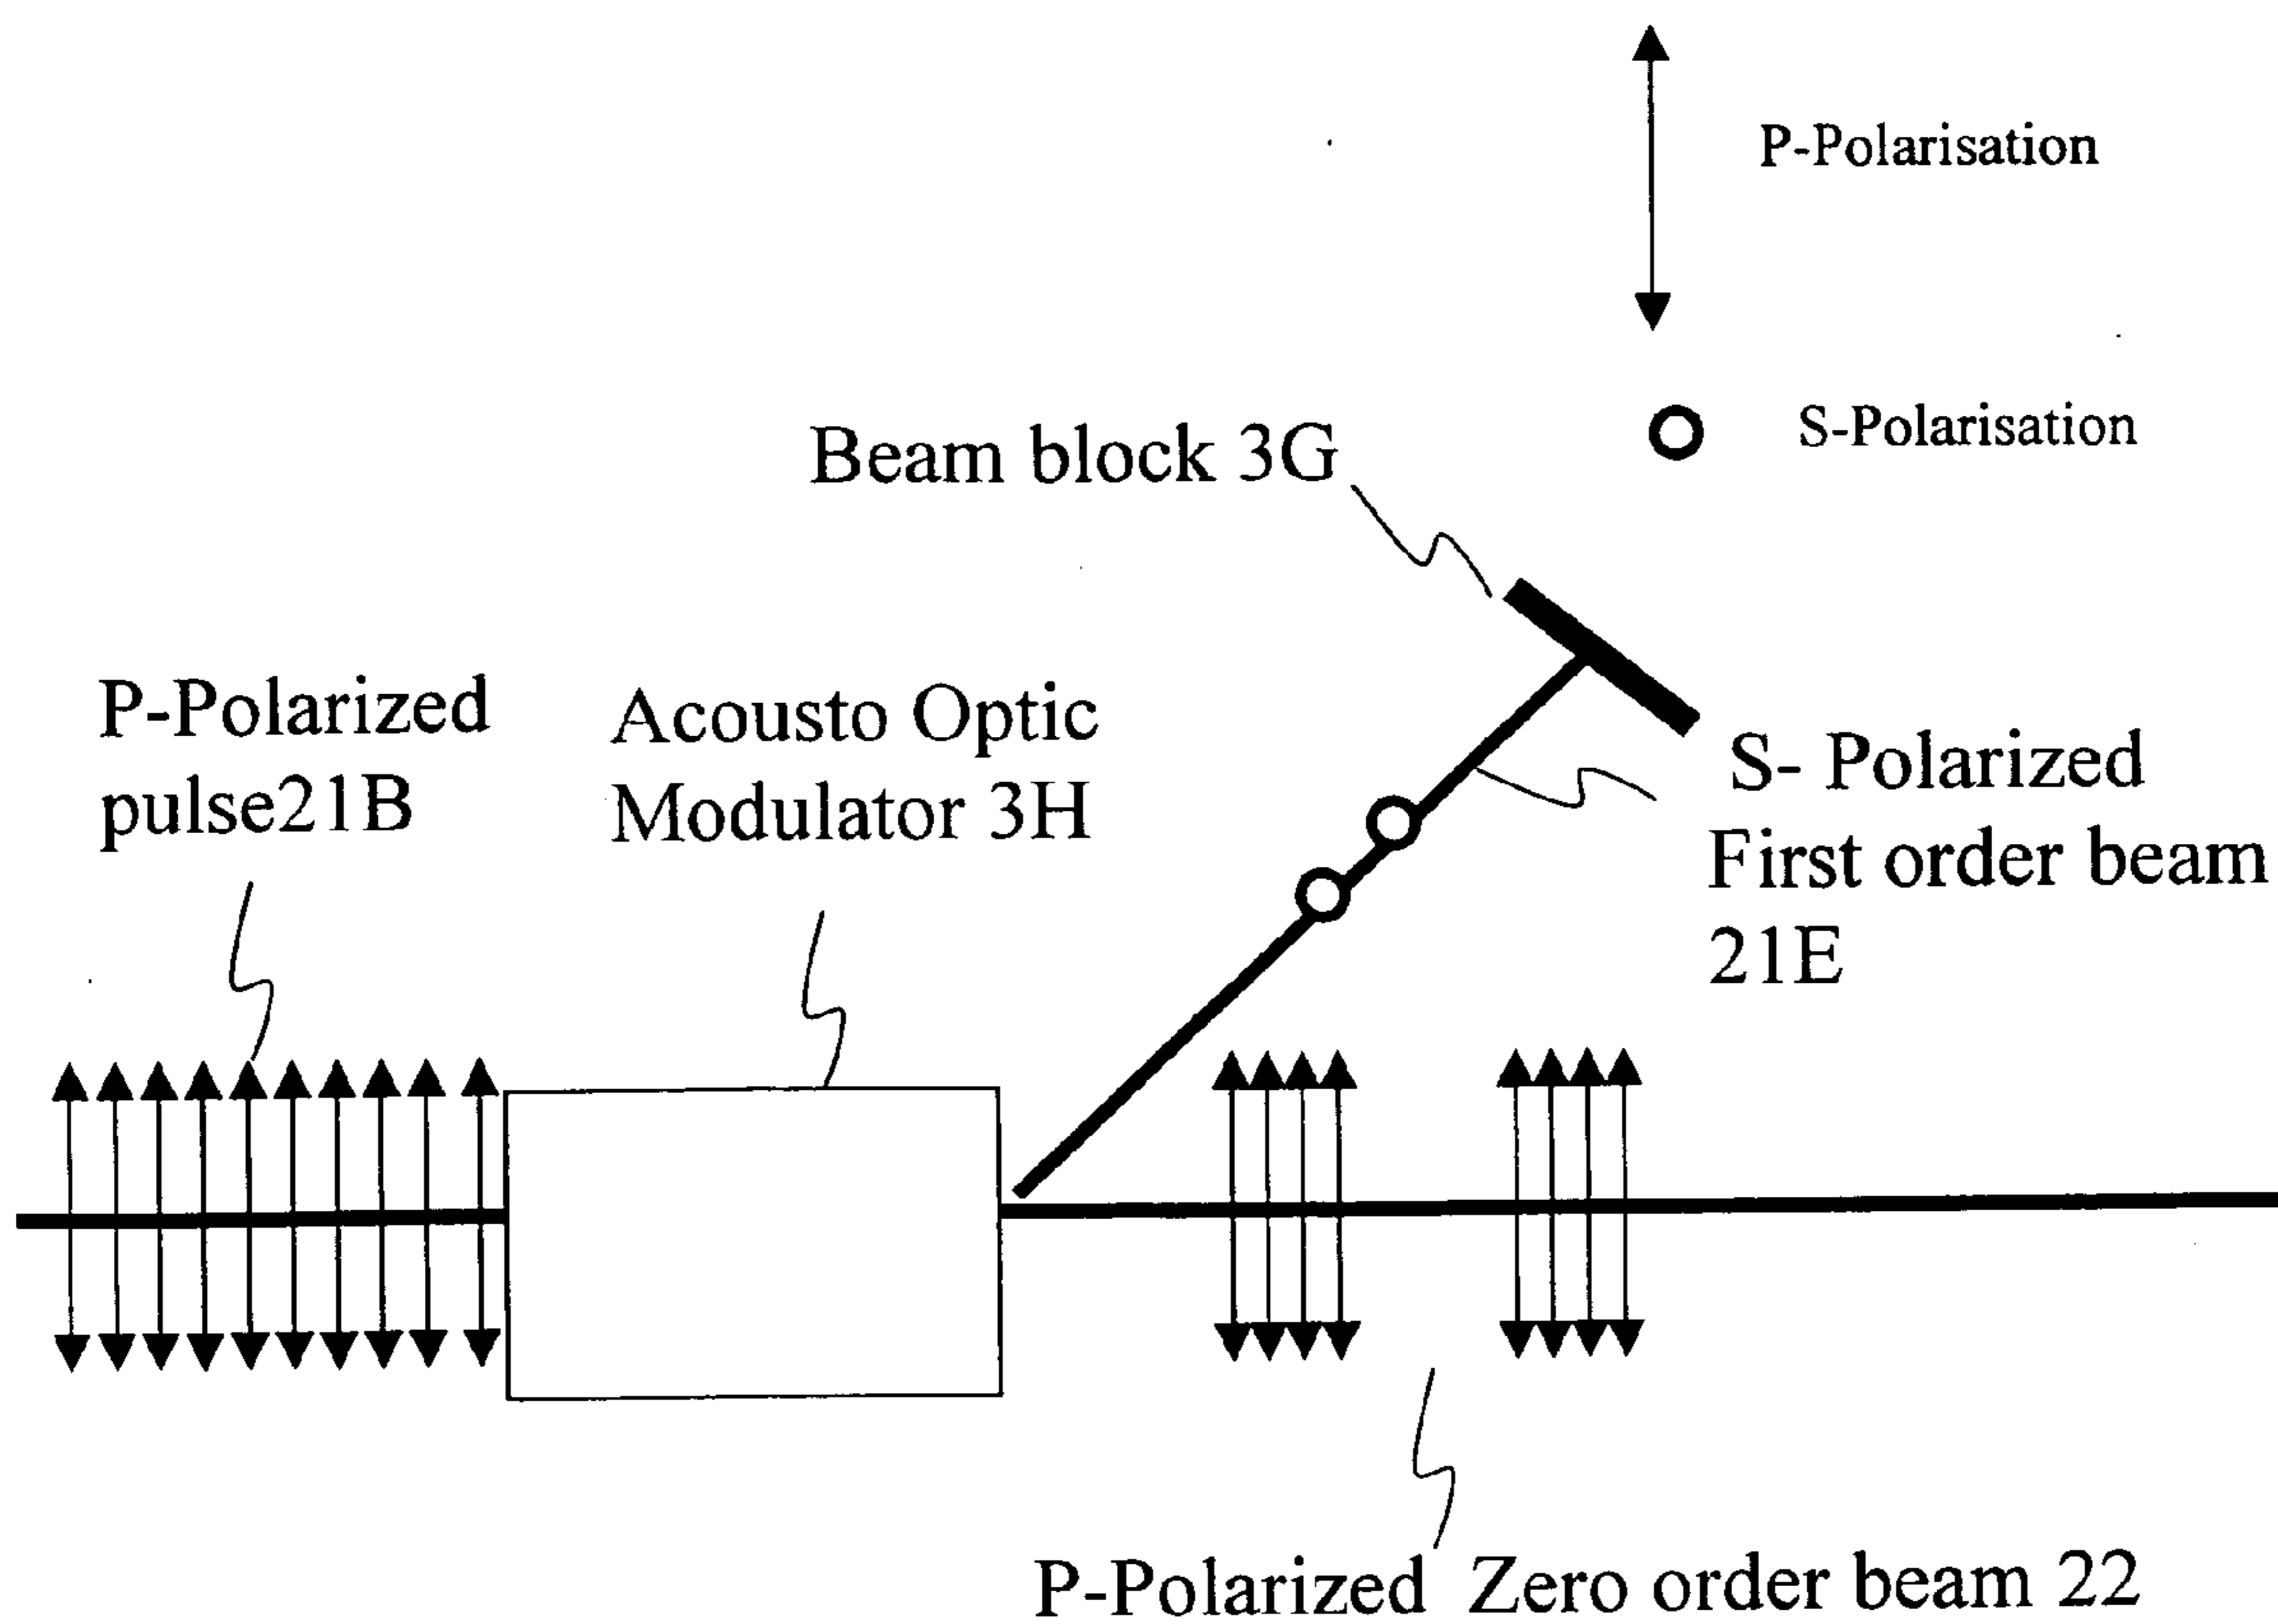 P-Polarisation
S-Polarisation
Beam block 3G
P-Polarized
pulse21B
Acousto Optic
Modulator 3H
S- Polarized
First order beam
21E
P-Polarized Zero order beam 22